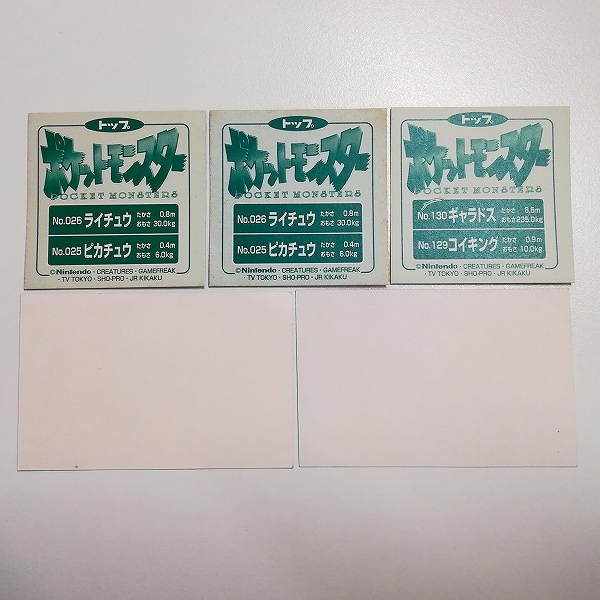 トップ
ポケットモンスター
POCKET MONSTERS
No.026 ライチュウ たかさ 0.8m おもさ 30.0kg
No.025 ピカチュウ たかさ 0.4m おもさ 6.0kg
©Nintendo・CREATURES・GAMEFREAK
・TV TOKYO・SHO-PRO・JR KIKAKU
トップ
ポケットモンスター
POCKET MONSTERS
No.026 ライチュウ たかさ 0.8m おもさ 30.0kg
No.025 ピカチュウ たかさ 0.4m おもさ 6.0kg
©Nintendo・CREATURES・GAMEFREAK
・TV TOKYO・SHO-PRO・JR KIKAKU
トップ
ポケットモンスター
POCKET MONSTERS
No.130 ギャラドス たかさ 6.5m おもさ 235.0kg
No.129 コイキング たかさ 0.9m おもさ 10.0kg
©Nintendo・CREATURES・GAMEFREAK
・TV TOKYO・SHO-PRO・JR KIKAKU